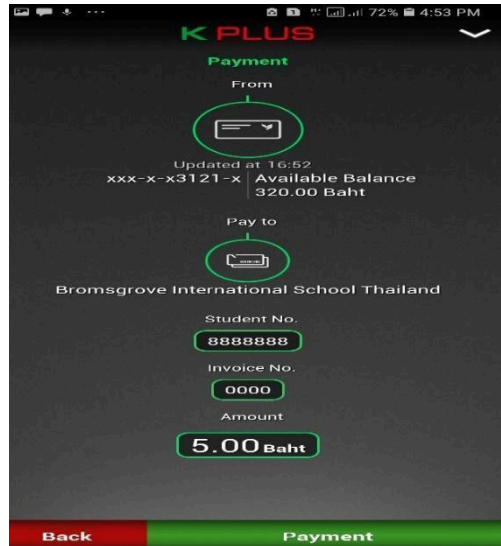 72% 4:53 PM
K PLUS
Payment
From
Updated at 16:52
xxx-x-x3121-x Available Balance
320.00 Baht
Pay to
Bromsgrove International School Thailand
Student No.
8888888
Invoice No.
0000
Amount
5.00 Baht
Back Payment